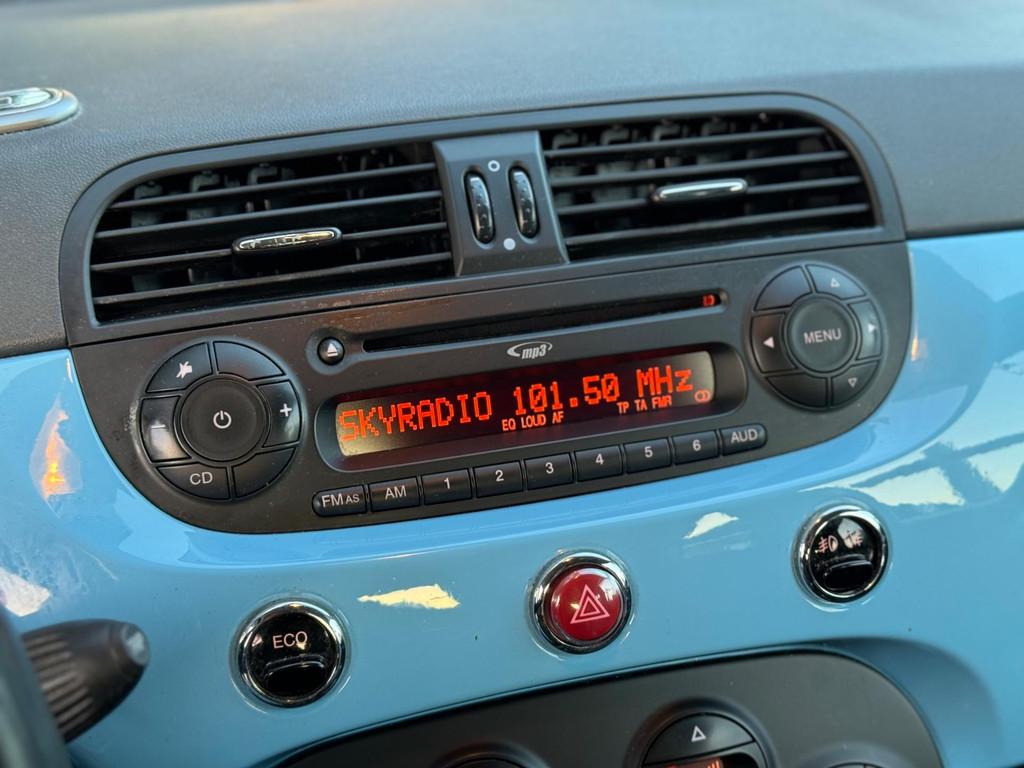 mp3
MENU
SKYRADIO 101.50 MHz
EQ LOUD AF TP TA FMR
CD
FM AS AM 1 2 3 4 5 6 AUD
ECO